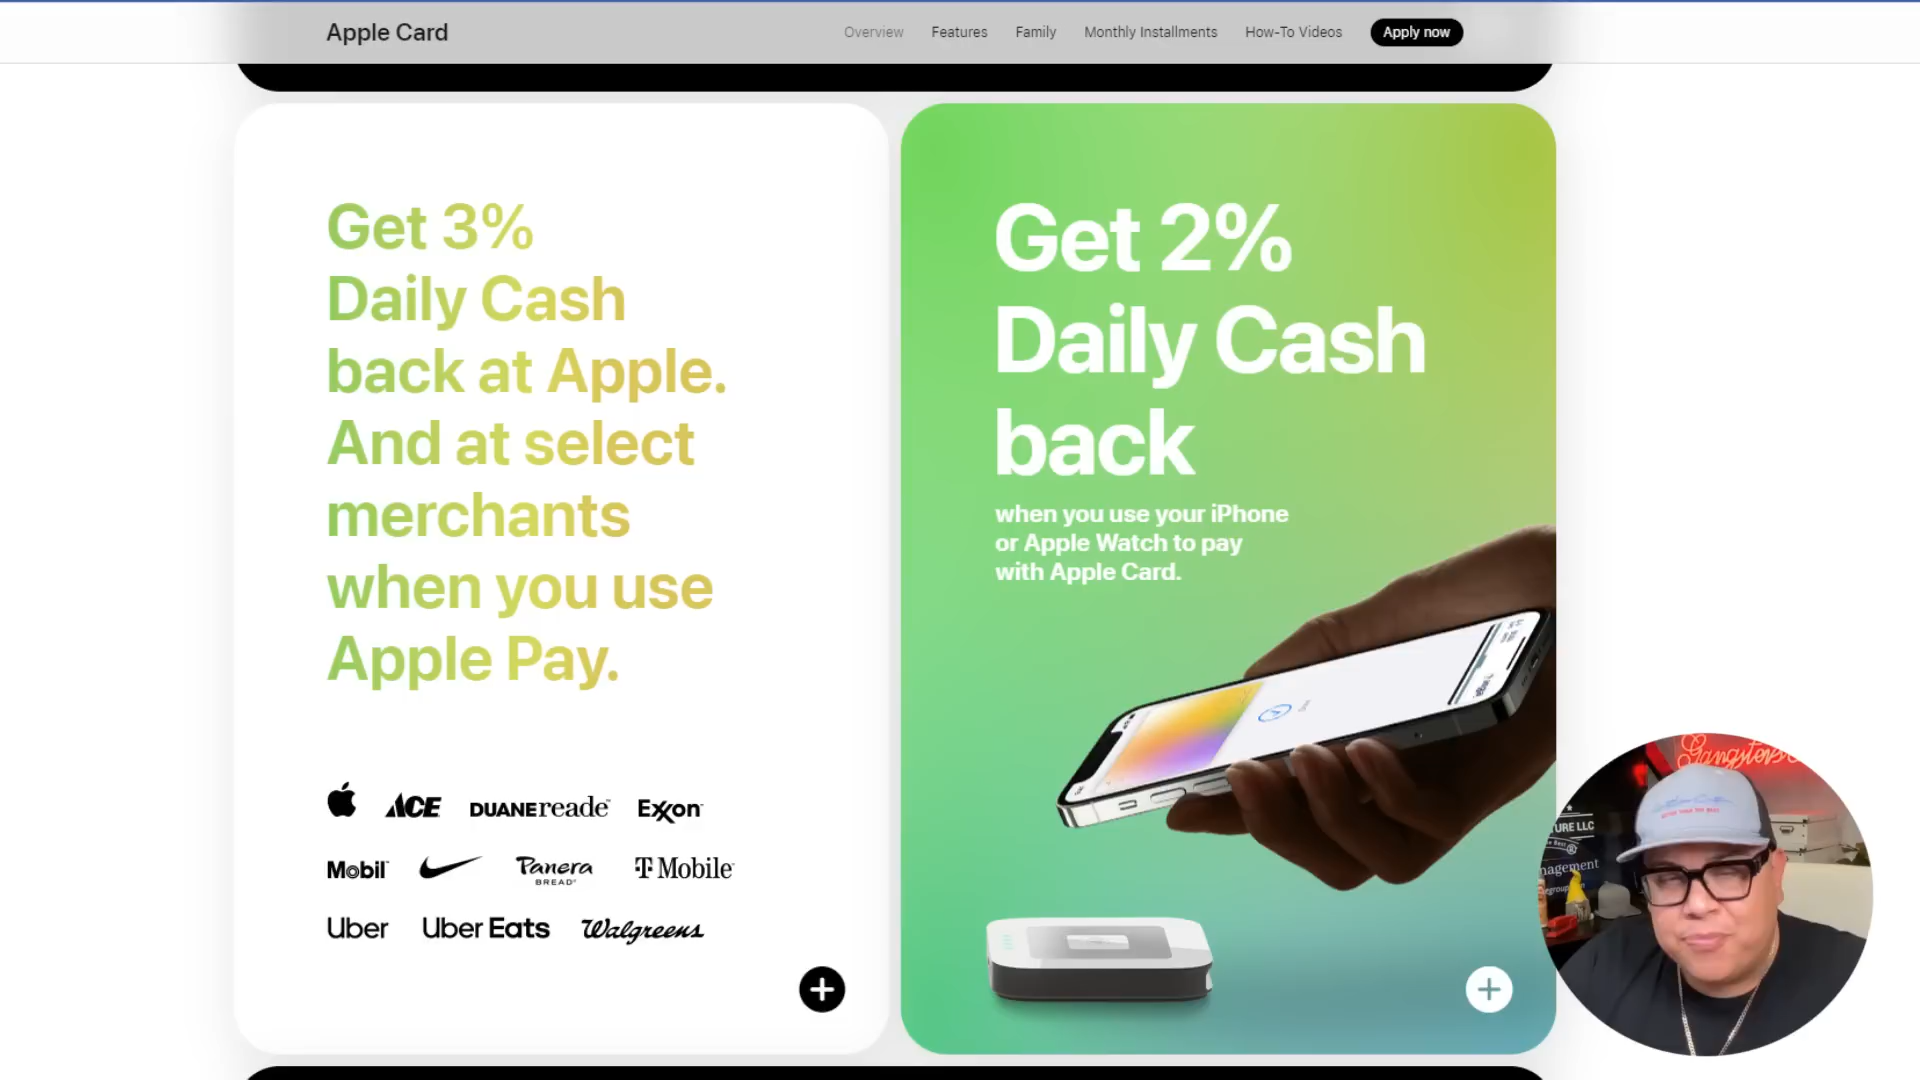 Apple Card
Overview
Features
Family
Monthly Installments
How-To Videos
Apply now
Get 3%
Daily Cash
back at Apple.
And at select
merchants
when you use
Apple Pay.
ACE
DUANEreade
Exxon
Mobil
Panera
BREAD
T Mobile
Uber
Uber Eats
Walgreens
Get 2%
Daily Cash
back
when you use your iPhone
or Apple Watch to pay
with Apple Card.
URE LLC
nagement